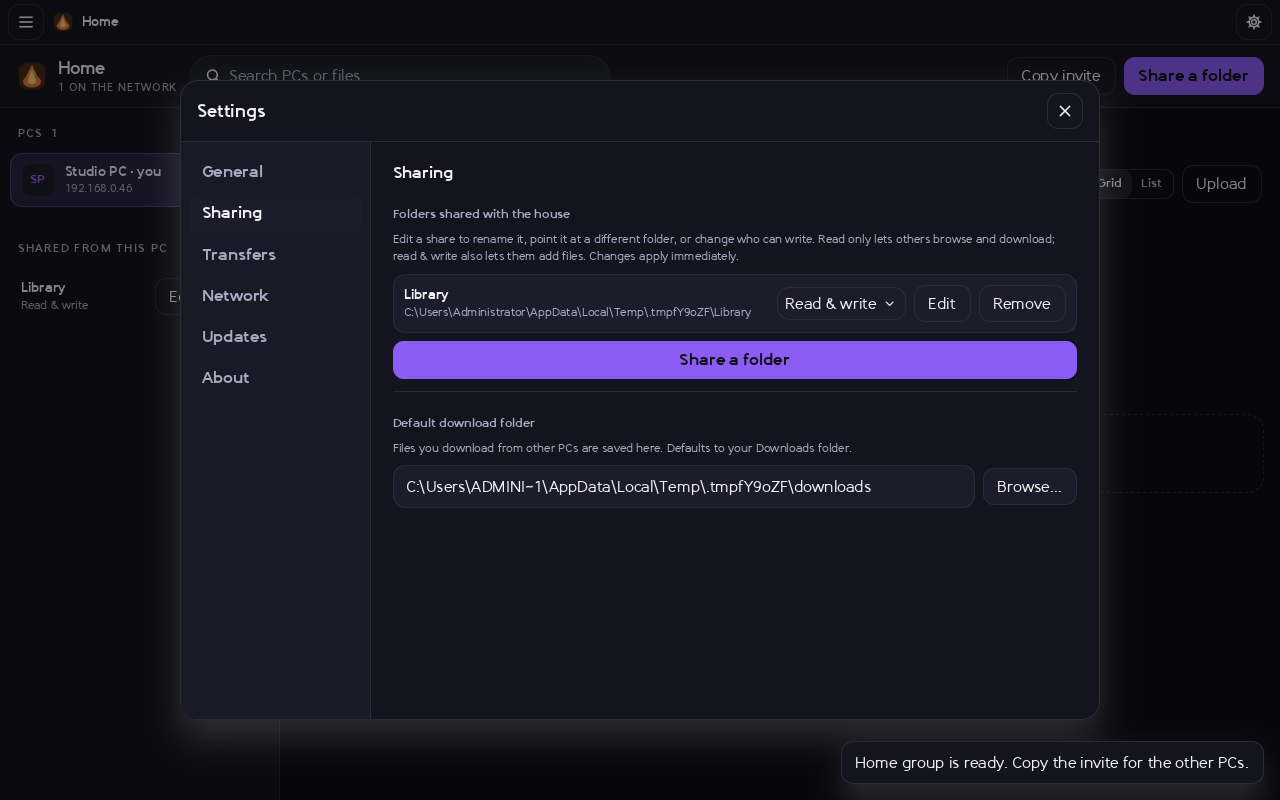 Home
Home
1 ON THE NETWORK
Search PCs or files
Copy invite
Share a folder
PCS 1
SP
Studio PC · you
192.168.0.46
Grid
List
Upload
SHARED FROM THIS PC
Library
Read & write
Settings
General
Sharing
Transfers
Network
Updates
About
Sharing
Folders shared with the house
Edit a share to rename it, point it at a different folder, or change who can write. Read only lets others browse and download;
read & write also lets them add files. Changes apply immediately.
Library
C:\Users\Administrator\AppData\Local\Temp\.tmpfY9oZF\Library
Read & write
Edit
Remove
Share a folder
Default download folder
Files you download from other PCs are saved here. Defaults to your Downloads folder.
C:\Users\ADMINI~1\AppData\Local\Temp\.tmpfY9oZF\downloads
Browse...
Home group is ready. Copy the invite for the other PCs.